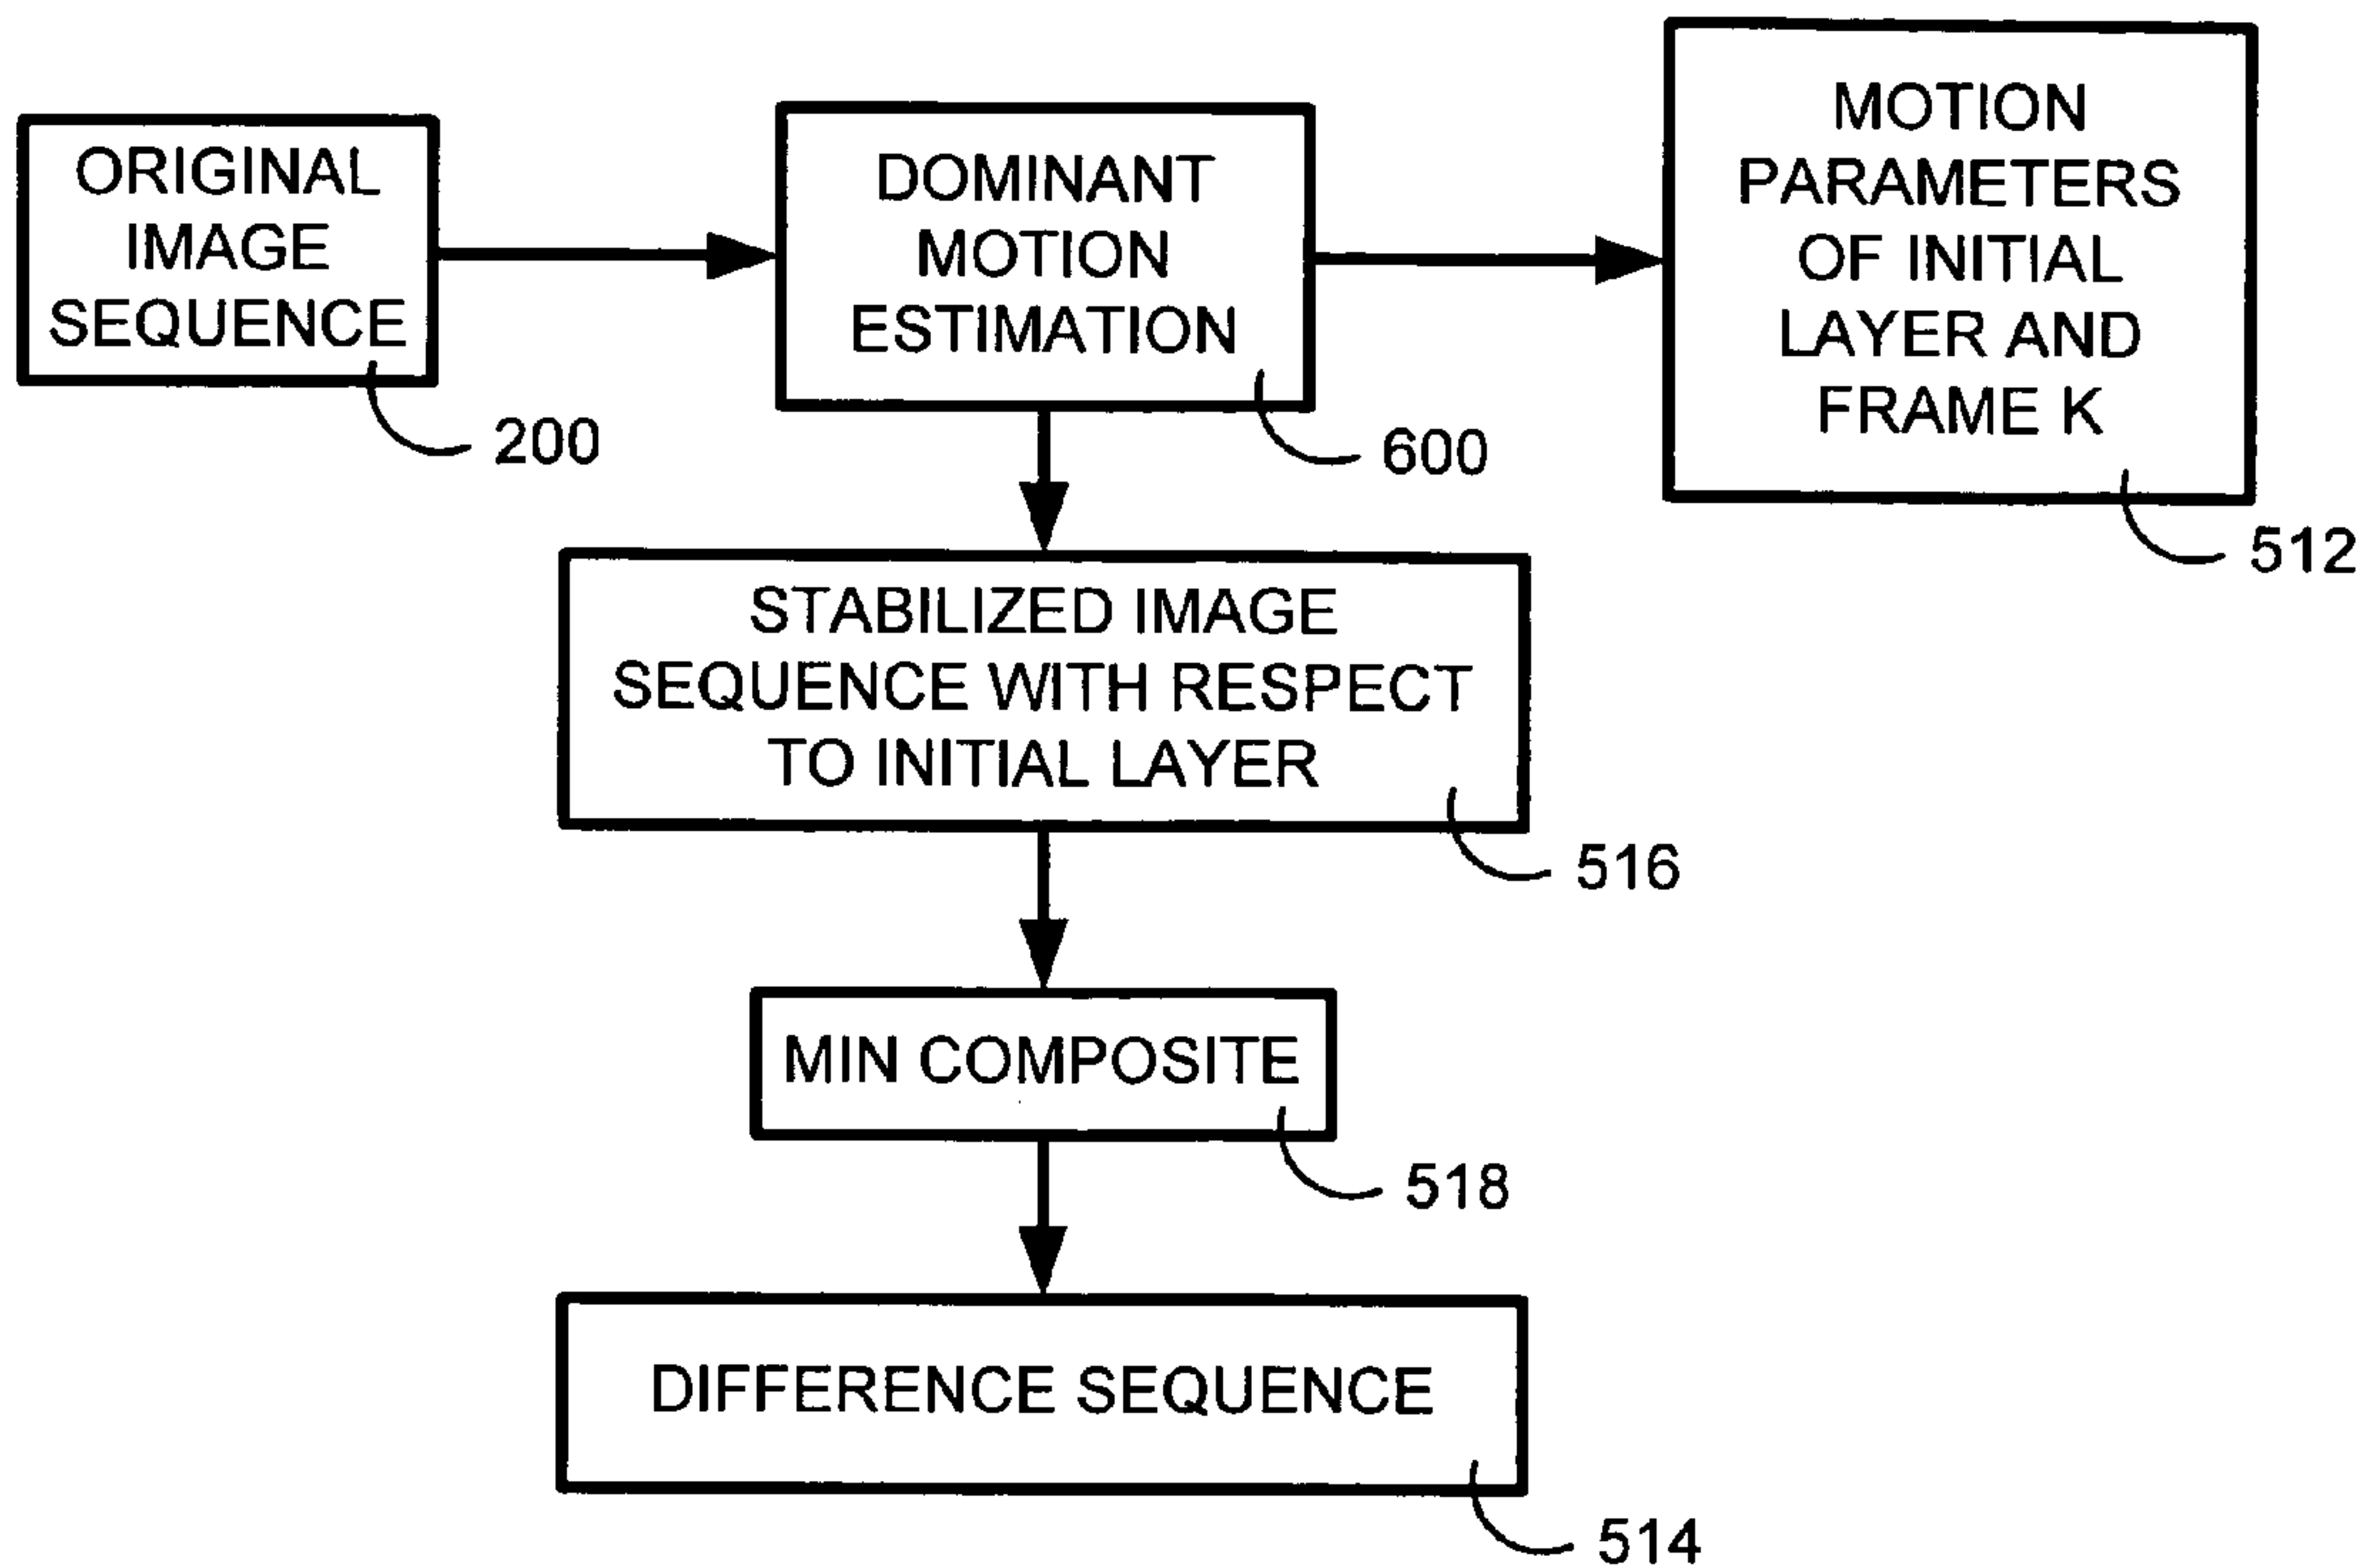 ORIGINAL
IMAGE
SEQUENCE
200
DOMINANT
MOTION
ESTIMATION
600
MOTION
PARAMETERS
OF INITIAL
LAYER AND
FRAME K
512
STABILIZED IMAGE
SEQUENCE WITH RESPECT
TO INITIAL LAYER
516
MIN COMPOSITE
518
DIFFERENCE SEQUENCE
514